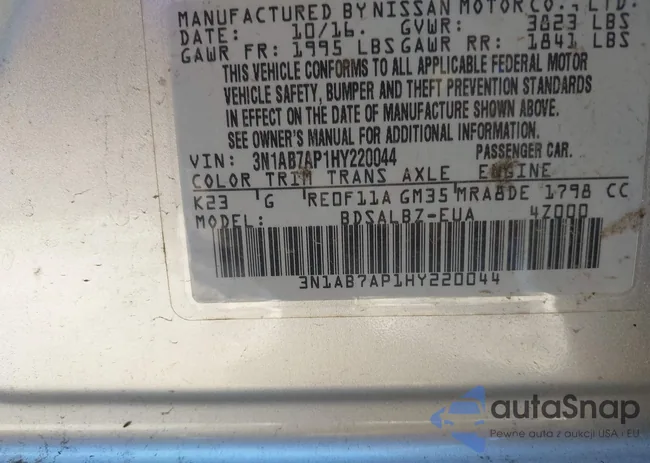 MANUFACTURED BY NISSAN MOTOR CO., LTD.
DATE: 10/16. GVWR: 3823 LBS
GAWR FR: 1995 LBS GAWR RR: 1841 LBS
THIS VEHICLE CONFORMS TO ALL APPLICABLE FEDERAL MOTOR
VEHICLE SAFETY, BUMPER AND THEFT PREVENTION STANDARDS
IN EFFECT ON THE DATE OF MANUFACTURE SHOWN ABOVE.
SEE OWNER'S MANUAL FOR ADDITIONAL INFORMATION.
VIN: 3N1AB7AP1HY220044 PASSENGER CAR.
COLOR TRIM TRANS AXLE ENGINE
K23 G RE0F11A GM35 MRA8DE 1798 CC
MODEL: BDSALBZ-EUA 4Z000
3N1AB7AP1HY220044
autaSnap
Pewne auta z aukcji USA - EU